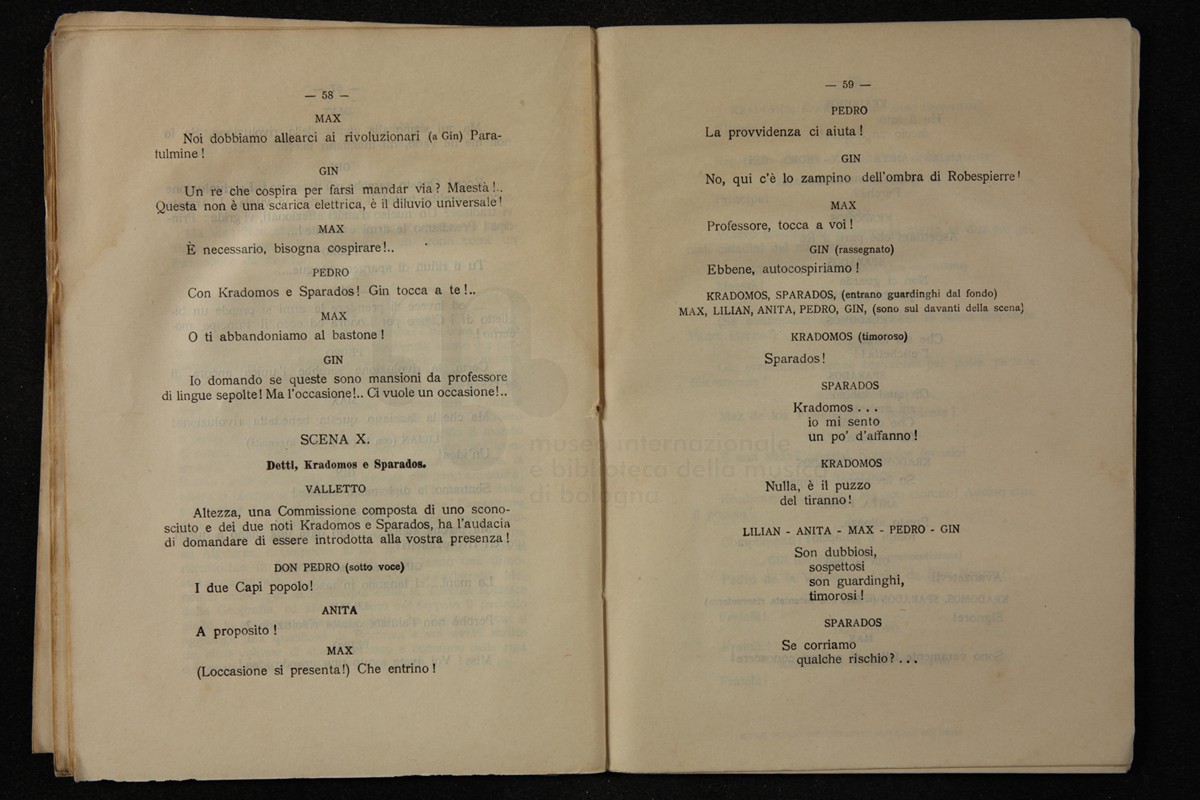 — 58 —
MAX
Noi dobbiamo allearci ai rivoluzionari (a Gin) Para-
tulmine !
GIN
Un re che cospira per farsi mandar via ? Maestà !..
Questa non è una scarica elettrica, è il diluvio universale !
MAX
È necessario, bisogna cospirare !..
PEDRO
Con Kradomos e Sparados ! Gin tocca a te !..
MAX
O ti abbandoniamo al bastone !
GIN
Io domando se queste sono mansioni da professore
di lingue sepolte! Ma l'occasione!.. Ci vuole un occasione!..
SCENA X.
Detti, Kradomos e Sparados.
VALLETTO
Altezza, una Commissione composta di uno scono-
sciuto e dei due noti Kradomos e Sparados, ha l'audacia
di domandare di essere introdotta alla vostra presenza !
DON PEDRO (sotto voce)
I due Capi popolo!
ANITA
A proposito !
MAX
(Loccasione si presenta!) Che entrino !
— 59 —
PEDRO
La provvidenza ci aiuta !
GIN
No, qui c'è lo zampino dell'ombra di Robespierre !
MAX
Professore, tocca a voi !
GIN (rassegnato)
Ebbene, autocospiriamo !
KRADOMOS, SPARADOS, (entrano guardinghi dal fondo)
MAX, LILIAN, ANITA, PEDRO, GIN, (sono sul davanti della scena)
KRADOMOS (timoroso)
Sparados !
SPARADOS
Kradomos . . .
io mi sento
un po' d'affanno !
KRADOMOS
Nulla, è il puzzo
del tiranno !
LILIAN - ANITA - MAX - PEDRO - GIN
Son dubbiosi,
sospettosi
son guardinghi,
timorosi !
SPARADOS
Se corriamo
qualche rischio ? . . .
museo internazionale
e biblioteca della musica
di bologna